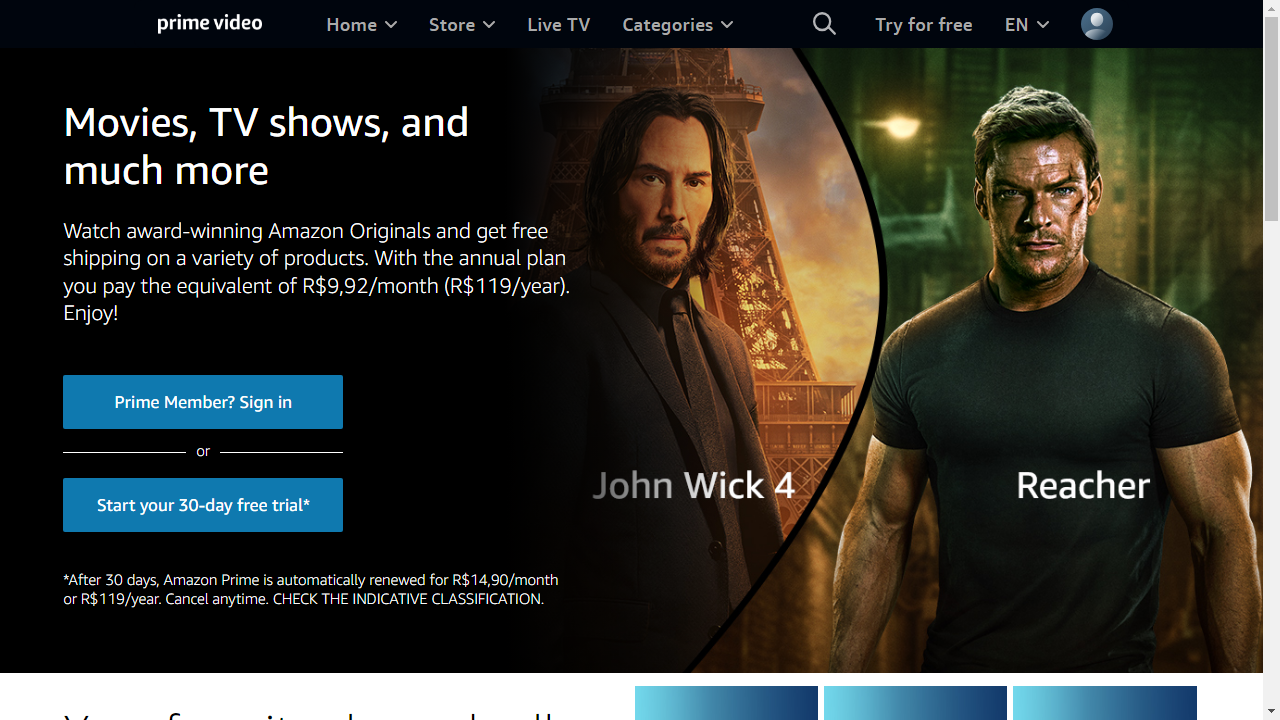 prime video
Home
Store
Live TV
Categories
Try for free
EN
Movies, TV shows, and
much more
Watch award-winning Amazon Originals and get free
shipping on a variety of products. With the annual plan
you pay the equivalent of R$9,92/month (R$119/year).
Enjoy!
Prime Member? Sign in
or
Start your 30-day free trial*
John Wick 4
Reacher
*After 30 days, Amazon Prime is automatically renewed for R$14,90/month
or R$119/year. Cancel anytime. CHECK THE INDICATIVE CLASSIFICATION.